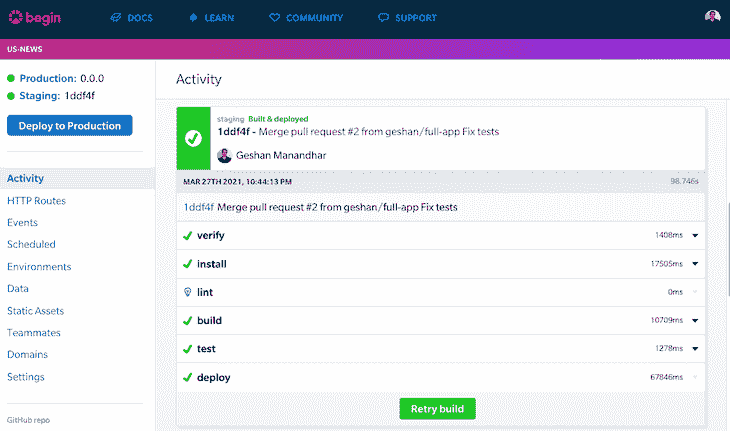 begin DOCS LEARN COMMUNITY SUPPORT
US-NEWS
Production: 0.0.0
Staging: 1ddf4f
Deploy to Production
Activity
HTTP Routes
Events
Scheduled
Environments
Data
Static Assets
Teammates
Domains
Settings
GitHub repo
Activity
staging Built & deployed
1ddf4f - Merge pull request #2 from geshan/full-app Fix tests
Geshan Manandhar
MAR 27TH 2021, 10:44:13 PM 98.746s
1ddf4f Merge pull request #2 from geshan/full-app Fix tests
verify 1408ms
install 17505ms
lint 0ms
build 10709ms
test 1278ms
deploy 67846ms
Retry build